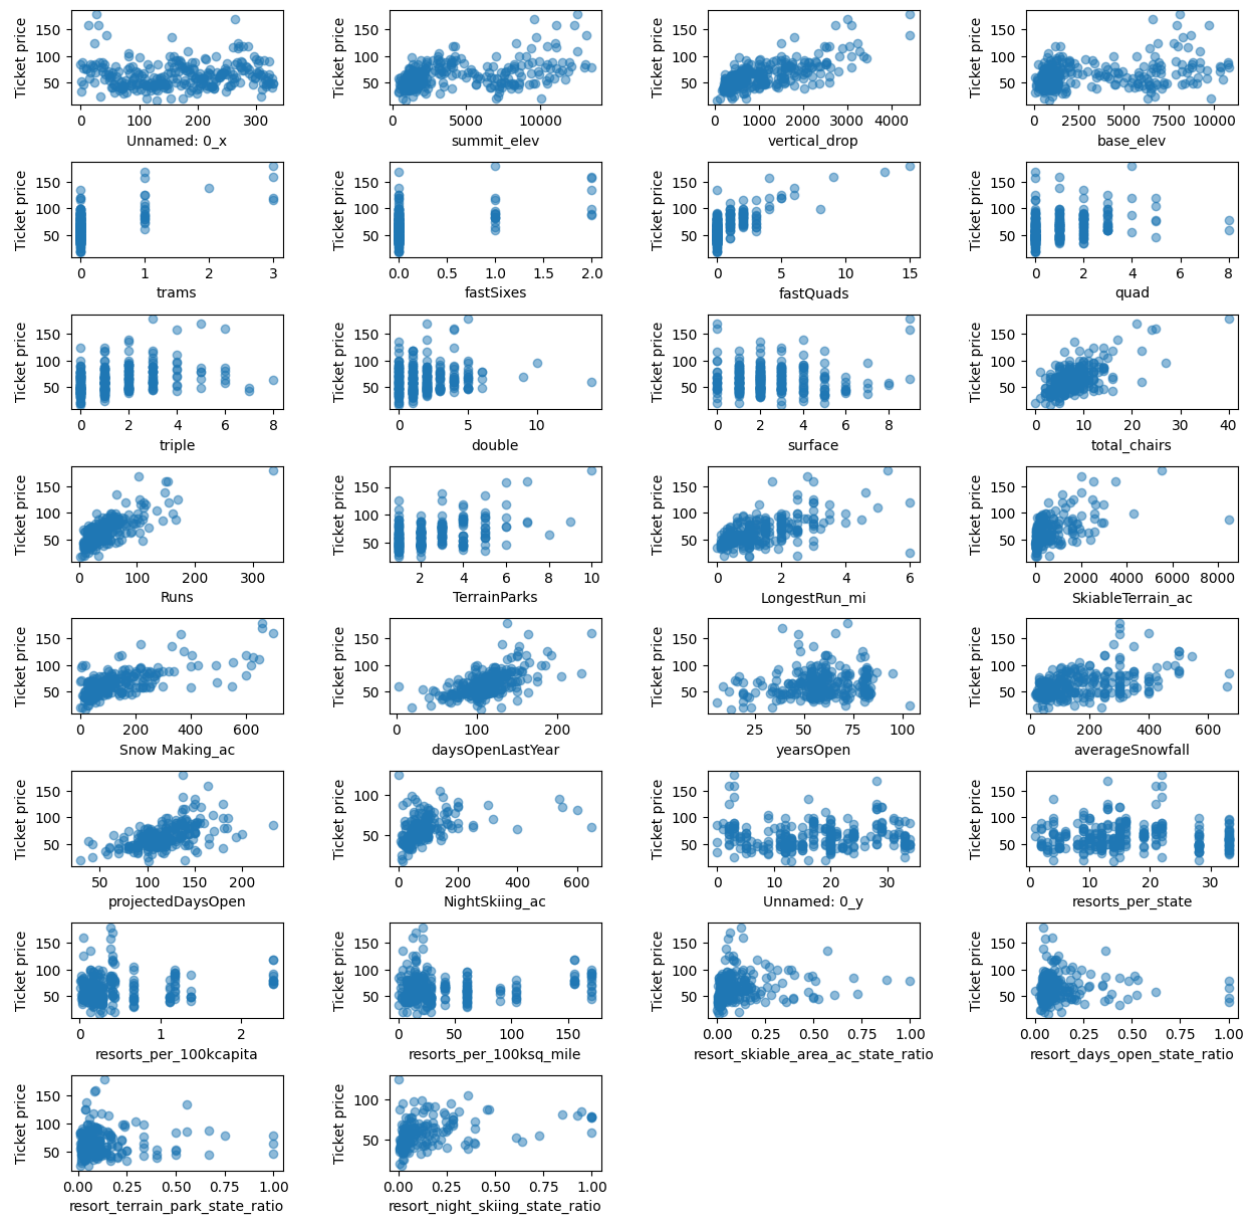 Ticket price
150
100
50
0 100 200 300
Unnamed: 0_x
Ticket price
150
100
50
0 5000 10000
summit_elev
Ticket price
150
100
50
0 1000 2000 3000 4000
vertical_drop
Ticket price
150
100
50
0 2500 5000 7500 10000
base_elev
Ticket price
150
100
50
0 1 2 3
trams
Ticket price
150
100
50
0.0 0.5 1.0 1.5 2.0
fastSixes
Ticket price
150
100
50
0 5 10 15
fastQuads
Ticket price
150
100
50
0 2 4 6 8
quad
Ticket price
150
100
50
0 2 4 6 8
triple
Ticket price
150
100
50
0 5 10
double
Ticket price
150
100
50
0 2 4 6 8
surface
Ticket price
150
100
50
0 10 20 30 40
total_chairs
Ticket price
150
100
50
0 100 200 300
Runs
Ticket price
150
100
50
2 4 6 8 10
TerrainParks
Ticket price
150
100
50
0 2 4 6
LongestRun_mi
Ticket price
150
100
50
0 2000 4000 6000 8000
SkiableTerrain_ac
Ticket price
150
100
50
0 200 400 600
Snow Making_ac
Ticket price
150
100
50
0 100 200
daysOpenLastYear
Ticket price
150
100
50
25 50 75 100
yearsOpen
Ticket price
150
100
50
0 200 400 600
averageSnowfall
Ticket price
150
100
50
50 100 150 200
projectedDaysOpen
Ticket price
100
50
0 200 400 600
NightSkiing_ac
Ticket price
150
100
50
0 10 20 30
Unnamed: 0_y
Ticket price
150
100
50
0 10 20 30
resorts_per_state
Ticket price
150
100
50
0 1 2
resorts_per_100kcapita
Ticket price
150
100
50
0 50 100 150
resorts_per_100ksq_mile
Ticket price
150
100
50
0.00 0.25 0.50 0.75 1.00
resort_skiable_area_ac_state_ratio
Ticket price
150
100
50
0.00 0.25 0.50 0.75 1.00
resort_days_open_state_ratio
Ticket price
150
100
50
0.00 0.25 0.50 0.75 1.00
resort_terrain_park_state_ratio
Ticket price
100
50
0.00 0.25 0.50 0.75 1.00
resort_night_skiing_state_ratio